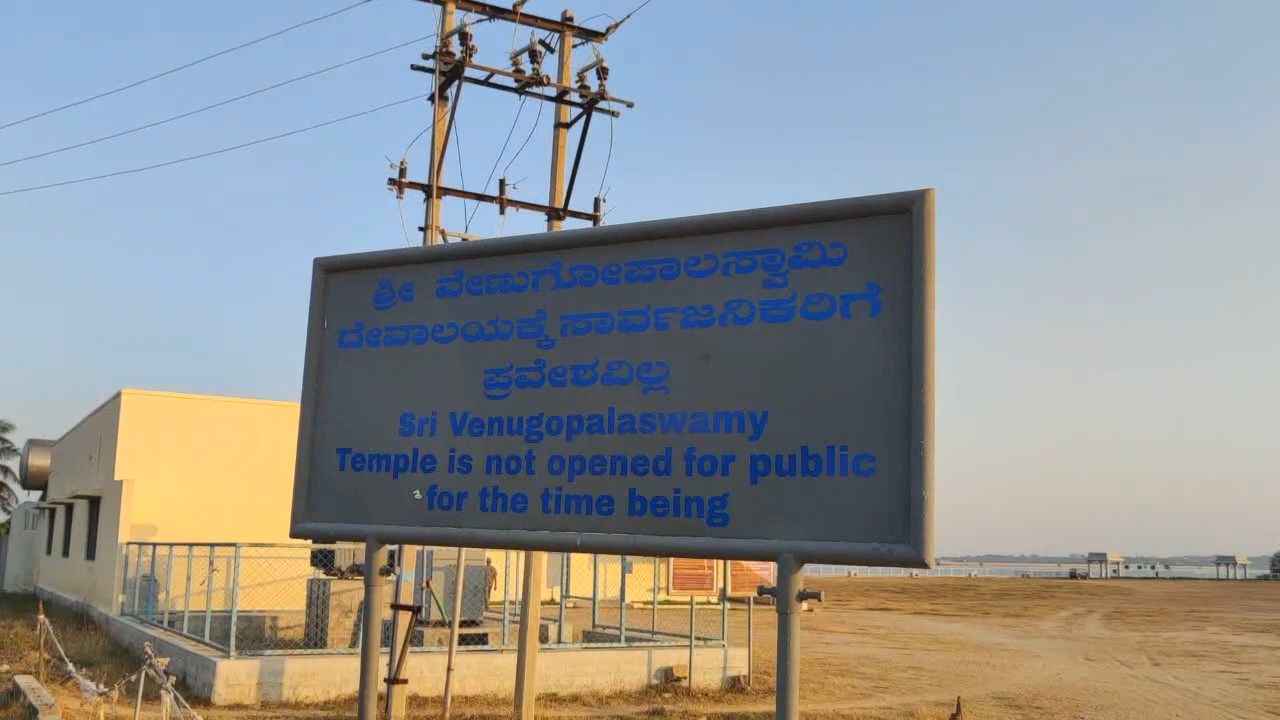 ಶ್ರೀ ವೇಣುಗೋಪಾಲಸ್ವಾಮಿ
ದೇವಾಲಯಕ್ಕೆ ಸಾರ್ವಜನಿಕರಿಗೆ
ಪ್ರವೇಶವಿಲ್ಲ
Sri Venugopalaswamy
Temple is not opened for public
for the time being